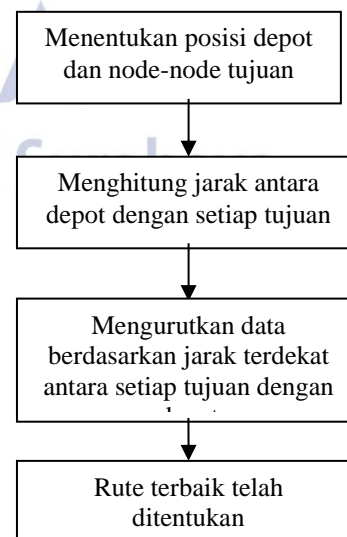 Menentukan posisi depot
dan node-node tujuan
Menghitung jarak antara
depot dengan setiap tujuan
Mengurutkan data
berdasarkan jarak terdekat
antara setiap tujuan dengan
Rute terbaik telah
ditentukan